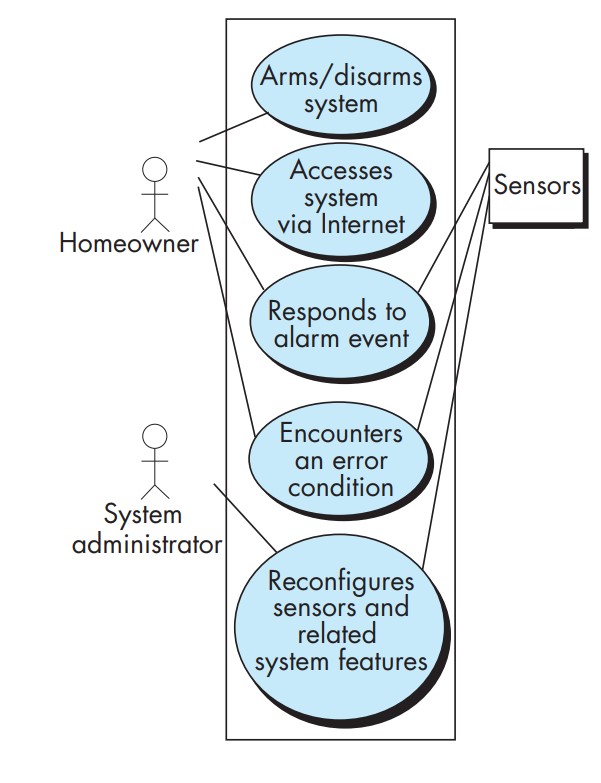 Arms/disarms
system
Accesses
system
via Internet
Sensors
Homeowner
Responds to
alarm event
Encounters
an error
condition
System
administrator
Reconfigures
sensors and
related
system features